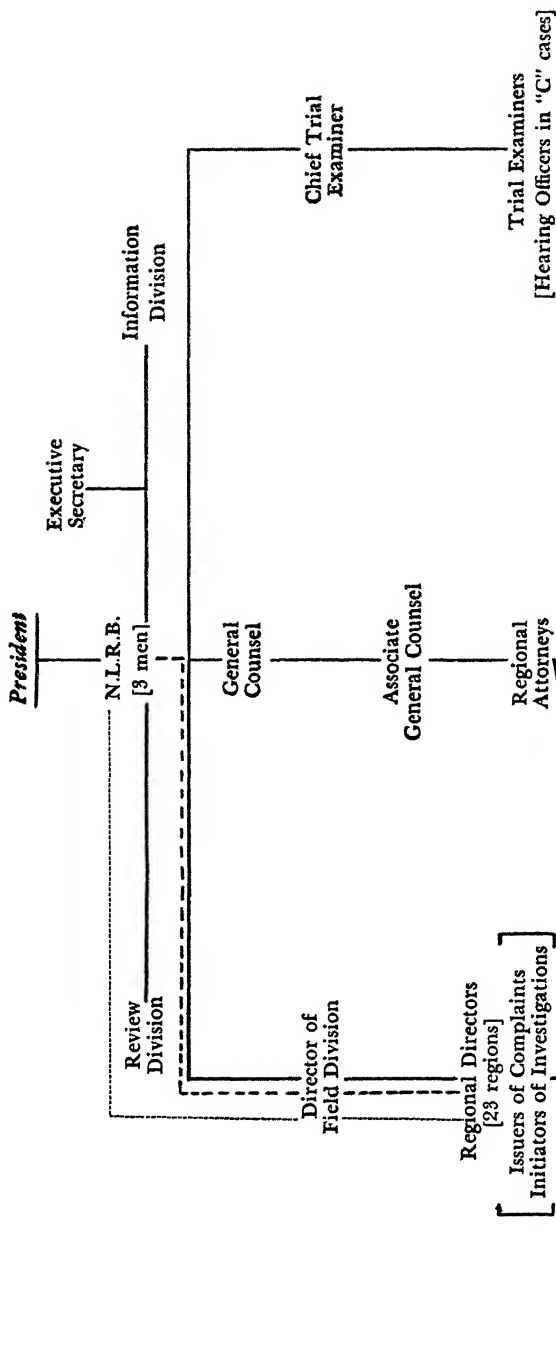 President
N.L.R.B.
[3 men]
Executive
Secretary
Review
Division
Information
Division
General
Counsel
Chief Trial
Examiner
Director of
Field Division
Associate
General Counsel
Regional Directors
[23 regions]
Issuers of Complaints
Initiators of Investigations
Regional
Attorneys
Trial Examiners
[Hearing Officers in "C" cases]